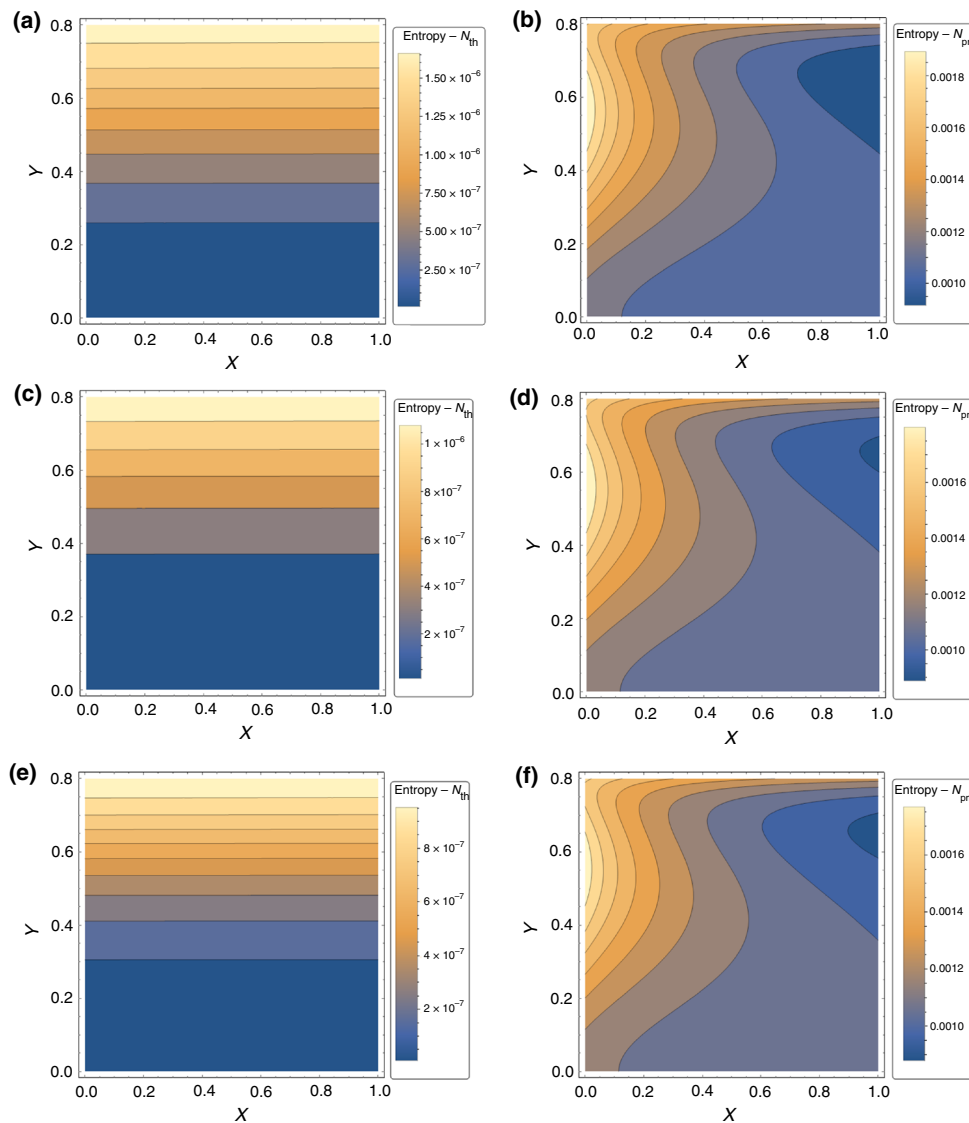 (a)
Entropy – Nth
1.50 × 10⁻⁶
1.25 × 10⁻⁶
1.00 × 10⁻⁶
7.50 × 10⁻⁷
5.00 × 10⁻⁷
2.50 × 10⁻⁷
0.8
0.6
0.4
0.2
0.0
Y
0.0 0.2 0.4 0.6 0.8 1.0
X
(b)
Entropy – Npr
0.0018
0.0016
0.0014
0.0012
0.0010
0.8
0.6
0.4
0.2
0.0
Y
0.0 0.2 0.4 0.6 0.8 1.0
X
(c)
Entropy – Nth
1 × 10⁻⁶
8 × 10⁻⁷
6 × 10⁻⁷
4 × 10⁻⁷
2 × 10⁻⁷
0.8
0.6
0.4
0.2
0.0
Y
0.0 0.2 0.4 0.6 0.8 1.0
X
(d)
Entropy – Npr
0.0016
0.0014
0.0012
0.0010
0.8
0.6
0.4
0.2
0.0
Y
0.0 0.2 0.4 0.6 0.8 1.0
X
(e)
Entropy – Nth
8 × 10⁻⁷
6 × 10⁻⁷
4 × 10⁻⁷
2 × 10⁻⁷
0.8
0.6
0.4
0.2
0.0
Y
0.0 0.2 0.4 0.6 0.8 1.0
X
(f)
Entropy – Npr
0.0016
0.0014
0.0012
0.0010
0.8
0.6
0.4
0.2
0.0
Y
0.0 0.2 0.4 0.6 0.8 1.0
X